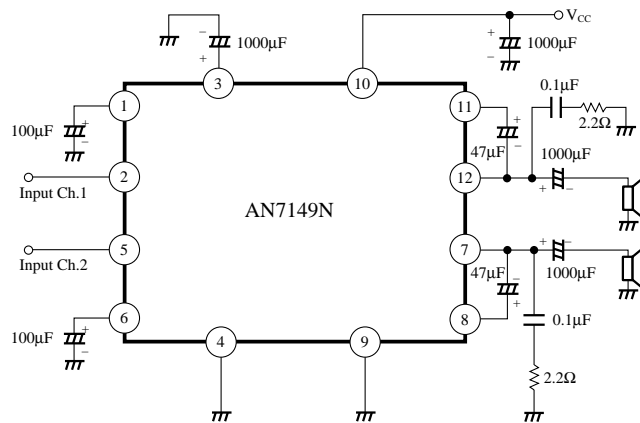 V_CC
− 1000μF
+
+ 1000μF
−
3
10
0.1μF
2.2Ω
1
11
100μF
+
−
+
47μF −
1000μF
2
12
+ −
Input Ch.1
AN7149N
5
7
+ −
Input Ch.2
47μF −
+
1000μF
6
8
100μF
+
−
0.1μF
4
9
2.2Ω